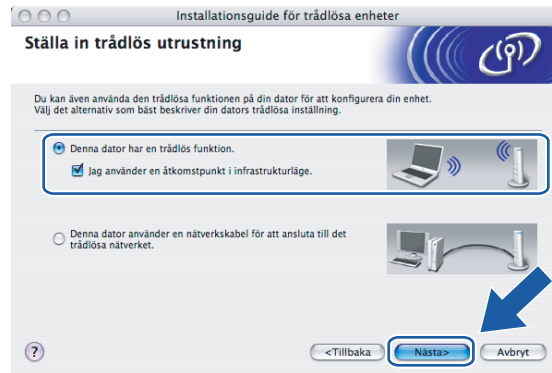 Installationsguide för trådlösa enheter
Ställa in trådlös utrustning
Du kan även använda den trådlösa funktionen på din dator för att konfigurera din enhet.
Välj det alternativ som bäst beskriver din dators trådlösa inställning.
Denna dator har en trådlös funktion.
Jag använder en åtkomstpunkt i infrastrukturläge.
Denna dator använder en nätverkskabel för att ansluta till det
trådlösa nätverket.
?
<Tillbaka
Nästa>
Avbryt